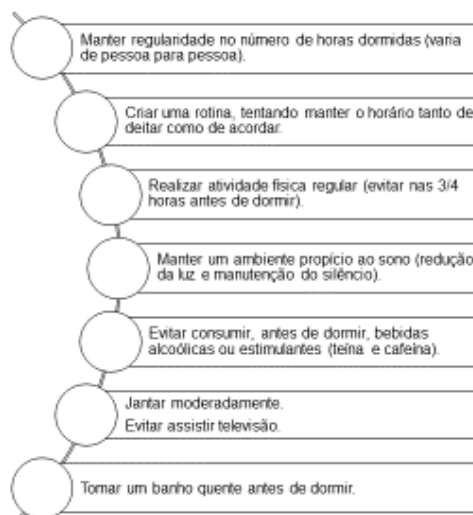 Manter regularidade no número de horas dormidas (varia
de pessoa para pessoa).
Criar uma rotina, tentando manter o horário tanto de
deitar como de acordar.
Realizar atividade física regular (evitar nas 3/4
horas antes de dormir).
Manter um ambiente propício ao sono (redução
da luz e manutenção do silêncio).
Evitar consumir, antes de dormir, bebidas
alcoólicas ou estimulantes (teína e cafeína).
Jantar moderadamente.
Evitar assistir televisão.
Tomar um banho quente antes de dormir.